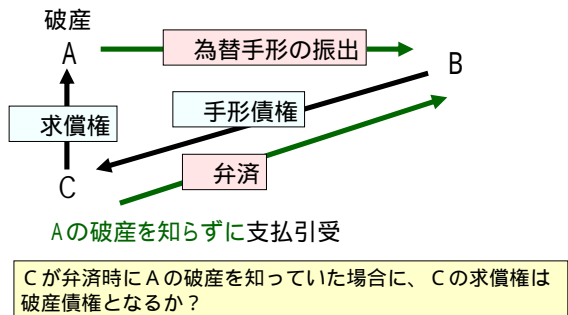 破産
A
為替手形の振出
B
手形債権
求償権
弁済
C
Aの破産を知らずに支払引受
Cが弁済時にAの破産を知っていた場合に、Cの求償権は
破産債権となるか?